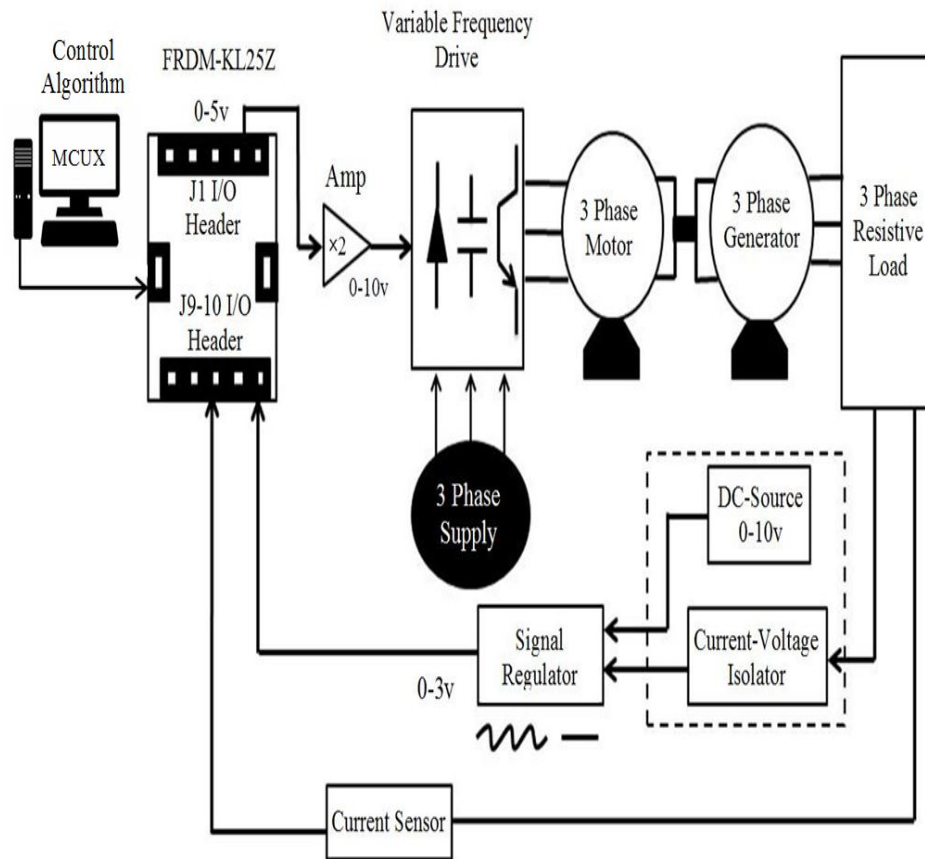 Control
Algorithm
MCUX
FRDM-KL25Z
0-5v
J1 I/O
Header
J9-10 I/O
Header
Amp
×2
0-10v
Variable Frequency
Drive
3 Phase
Motor
3 Phase
Generator
3 Phase
Resistive
Load
3 Phase
Supply
DC-Source
0-10v
Signal
Regulator
Current-Voltage
Isolator
0-3v
Current Sensor